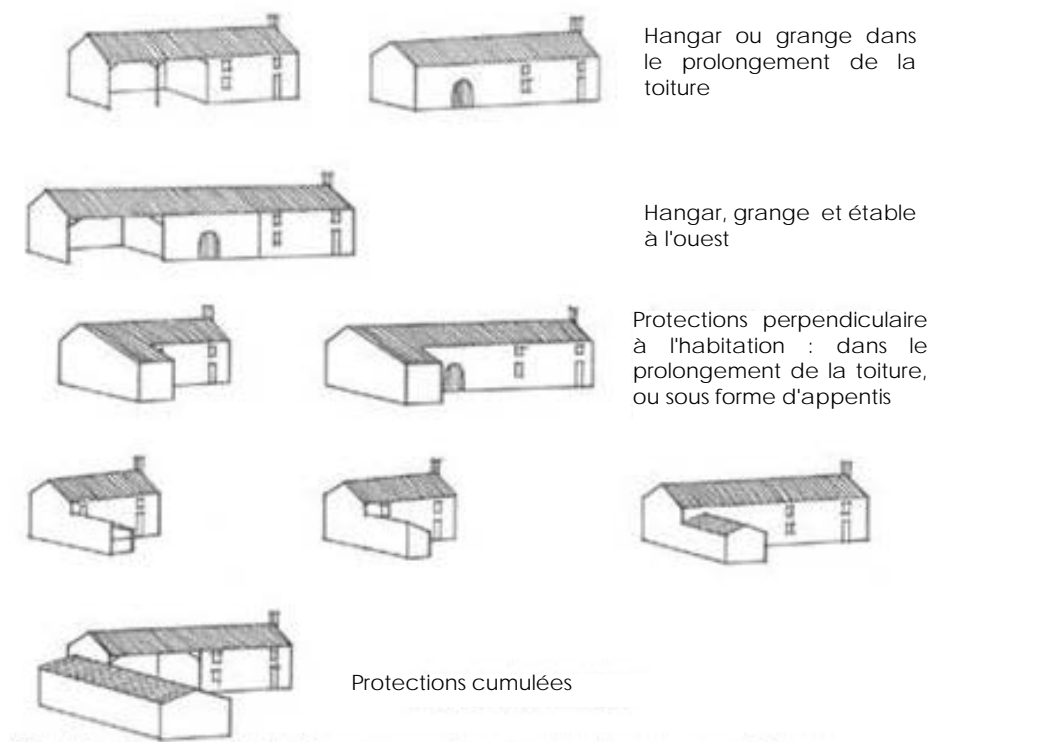 Hangar ou grange dans
le prolongement de la
toiture
Hangar, grange et étable
à l'ouest
Protections perpendiculaire
à l'habitation : dans le
prolongement de la toiture,
ou sous forme d'appentis
Protections cumulées